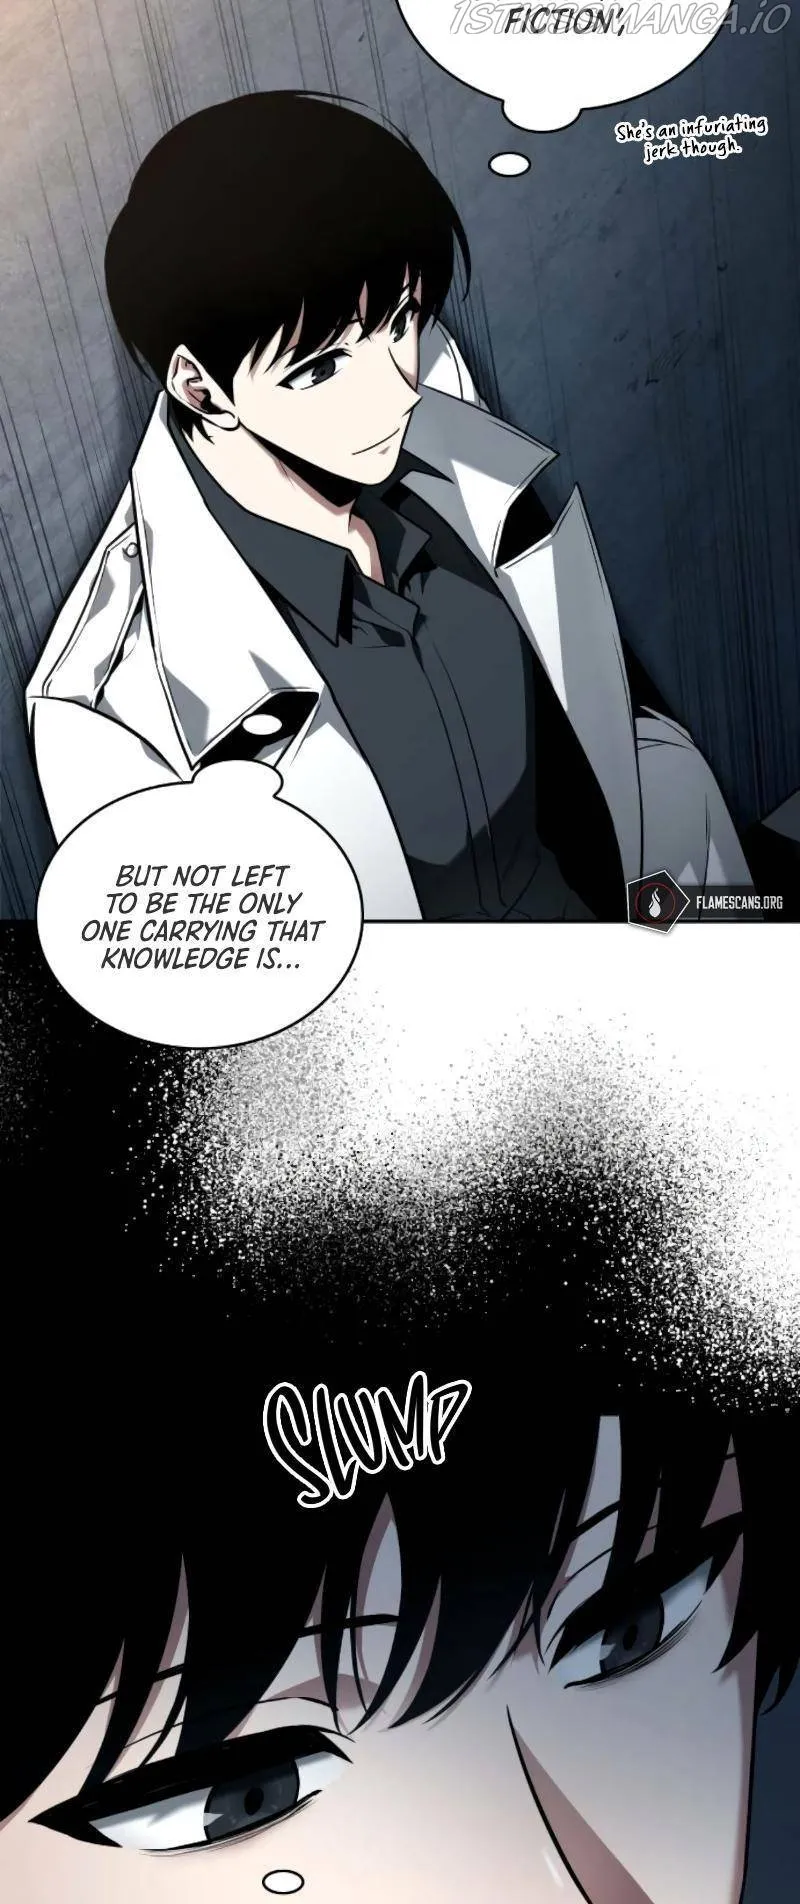 1STKISSMANGA.iO
FICTION',
She's an infuriating
jerk though.
BUT NOT LEFT
TO BE THE ONLY
ONE CARRYING THAT
KNOWLEDGE IS...
FLAMESCANS.ORG
SLUMP